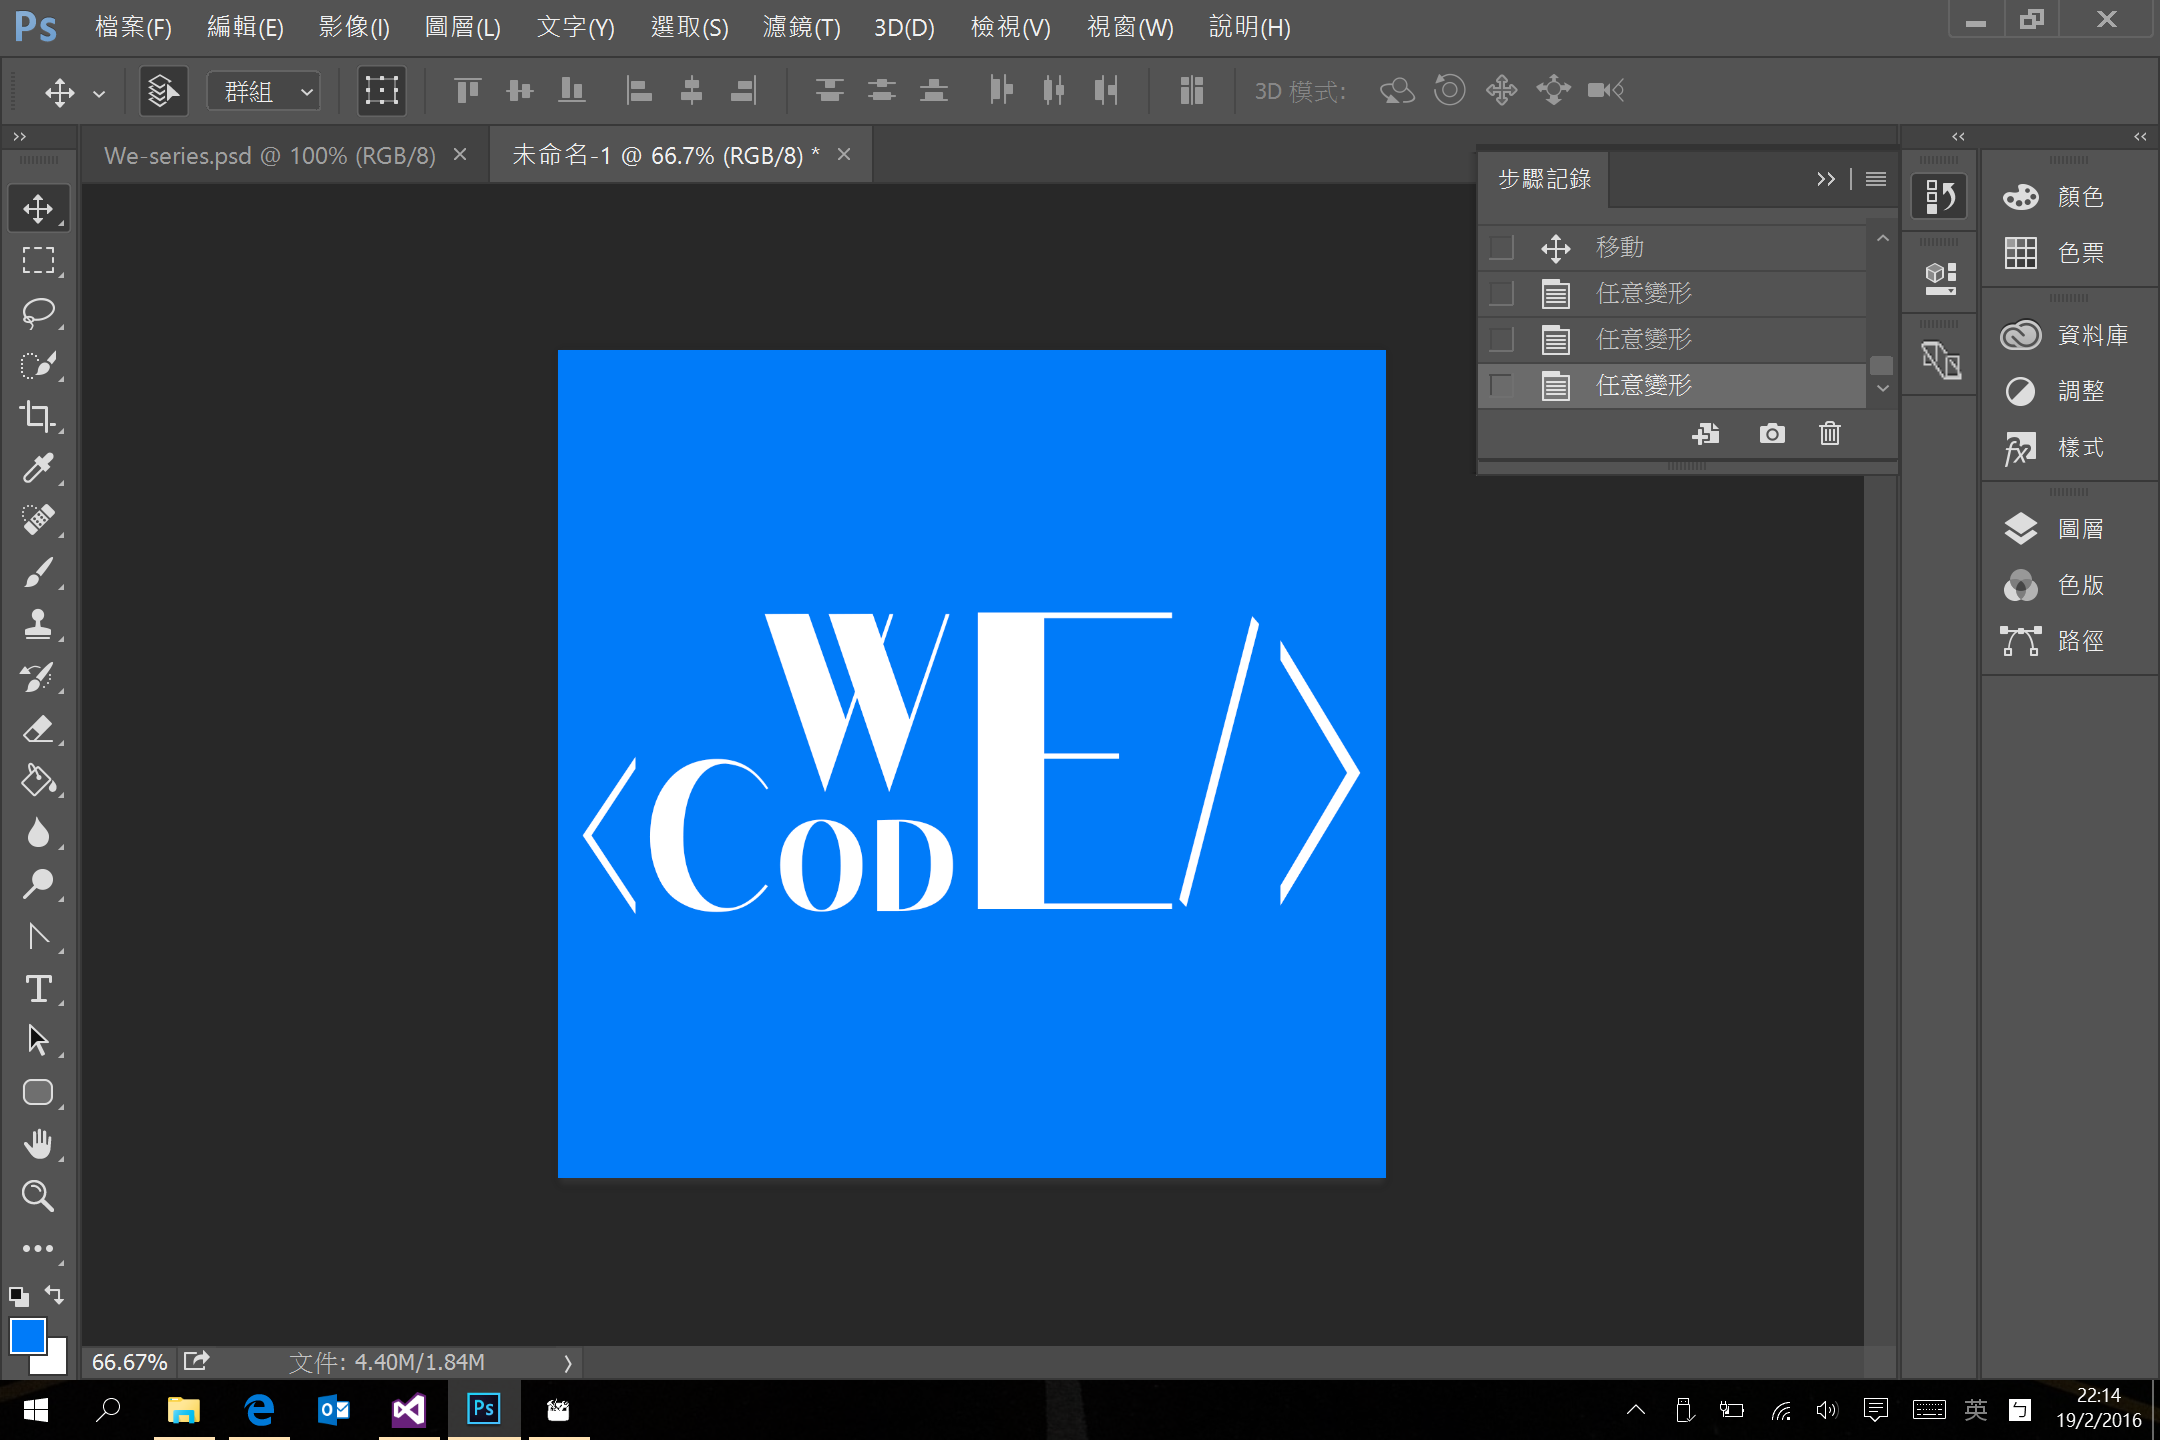 Ps 檔案(F) 編輯(E) 影像(I) 圖層(L) 文字(Y) 選取(S) 濾鏡(T) 3D(D) 檢視(V) 視窗(W) 說明(H)
群組 3D 模式:
We-series.psd @ 100% (RGB/8) × 未命名-1 @ 66.7% (RGB/8) * ×
步驟記錄
移動
任意變形
任意變形
任意變形
顏色
色票
資料庫
調整
樣式
圖層
色版
路徑
WE/>
<COD
66.67% 文件: 4.40M/1.84M
Ps 英 ㄅ 22:14
19/2/2016